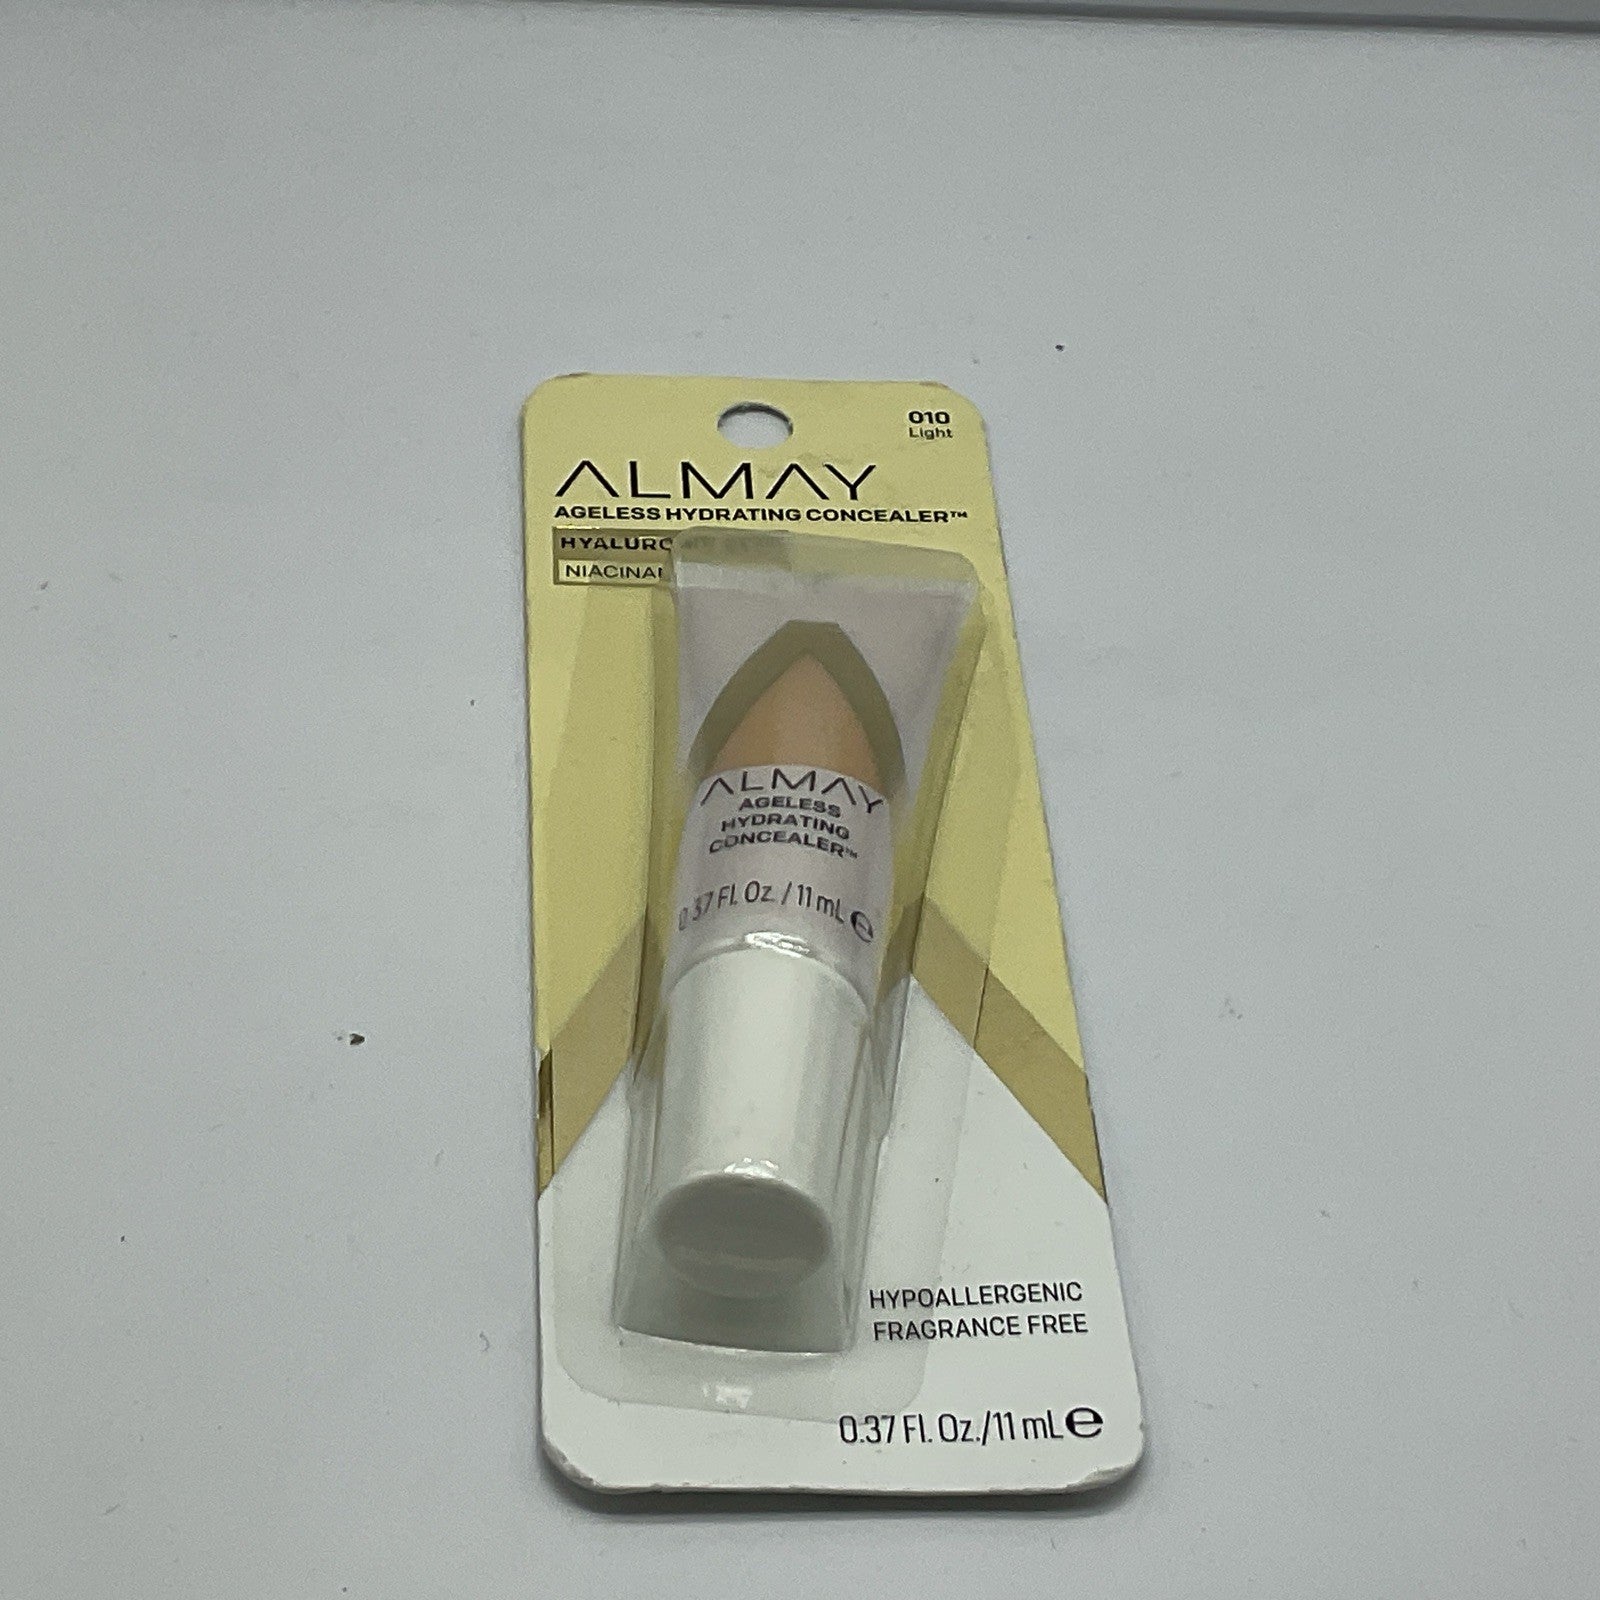 010
Light
ALMAY
AGELESS HYDRATING CONCEALER™
ALMAY
AGELESS
HYDRATING
CONCEALER™
0.37 Fl. Oz. / 11 mL e
HYPOALLERGENIC
FRAGRANCE FREE
0.37 Fl. Oz./11 mL e